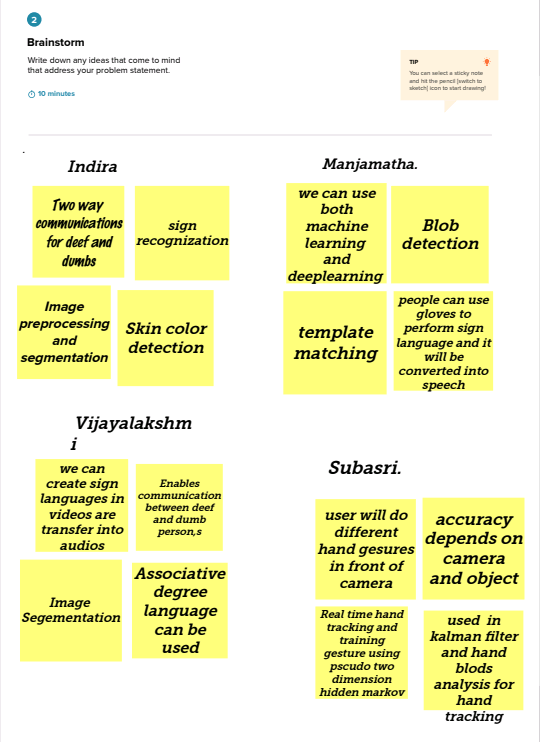 2
Brainstorm
Write down any ideas that come to mind
that address your problem statement.
10 minutes
TIP
You can select a sticky note
and hit the pencil [switch to
sketch] icon to start drawing!
Indira
Two way
communications
for deef and
dumbs
sign
recognization
Image
preprocessing
and
segmentation
Skin color
detection
Manjamatha.
we can use
both
machine
learning
and
deeplearning
Blob
detection
template
matching
people can use
gloves to
perform sign
language and it
will be
converted into
speech
Vijayalakshm
i
we can
create sign
languages in
videos are
transfer into
audios
Enables
communication
between deef
and dumb
person,s
Image
Segementation
Associative
degree
language
can be
used
Subasri.
user will do
different
hand gesures
in front of
camera
accuracy
depends on
camera
and object
Real time hand
tracking and
training
gesture using
pscudo two
dimension
hidden markov
used in
kalman filter
and hand
blods
analysis for
hand
tracking